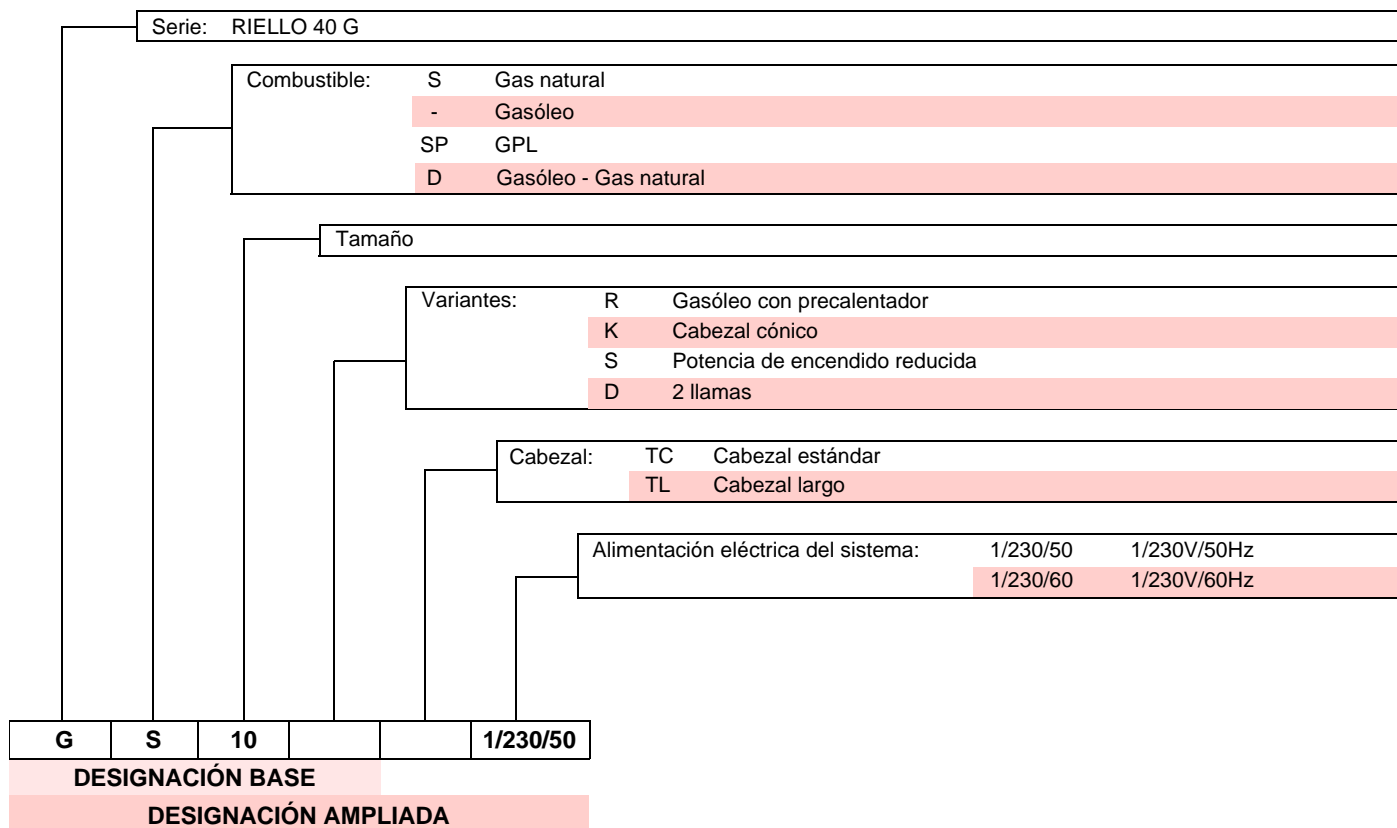 Serie: RIELLO 40 G
Combustible: S Gas natural
- Gasóleo
SP GPL
D Gasóleo - Gas natural
Tamaño
Variantes: R Gasóleo con precalentador
K Cabezal cónico
S Potencia de encendido reducida
D 2 llamas
Cabezal: TC Cabezal estándar
TL Cabezal largo
Alimentación eléctrica del sistema: 1/230/50 1/230V/50Hz
1/230/60 1/230V/60Hz
G S 10 1/230/50
DESIGNACIÓN BASE
DESIGNACIÓN AMPLIADA